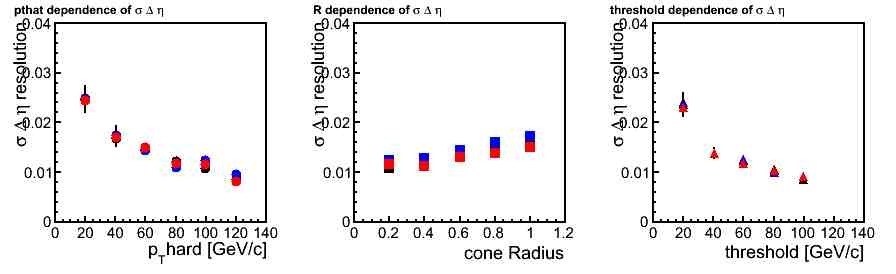 pthat dependence of σ Δ η
σ Δ η resolution
0.04
0.03
0.02
0.01
0
0 20 40 60 80 100 120 140
pThard [GeV/c]
R dependence of σ Δ η
σ Δ η resolution
0.04
0.03
0.02
0.01
0
0 0.2 0.4 0.6 0.8 1 1.2
cone Radius
threshold dependence of σ Δ η
σ Δ η resolution
0.04
0.03
0.02
0.01
0
0 20 40 60 80 100 120 140
threshold [GeV/c]